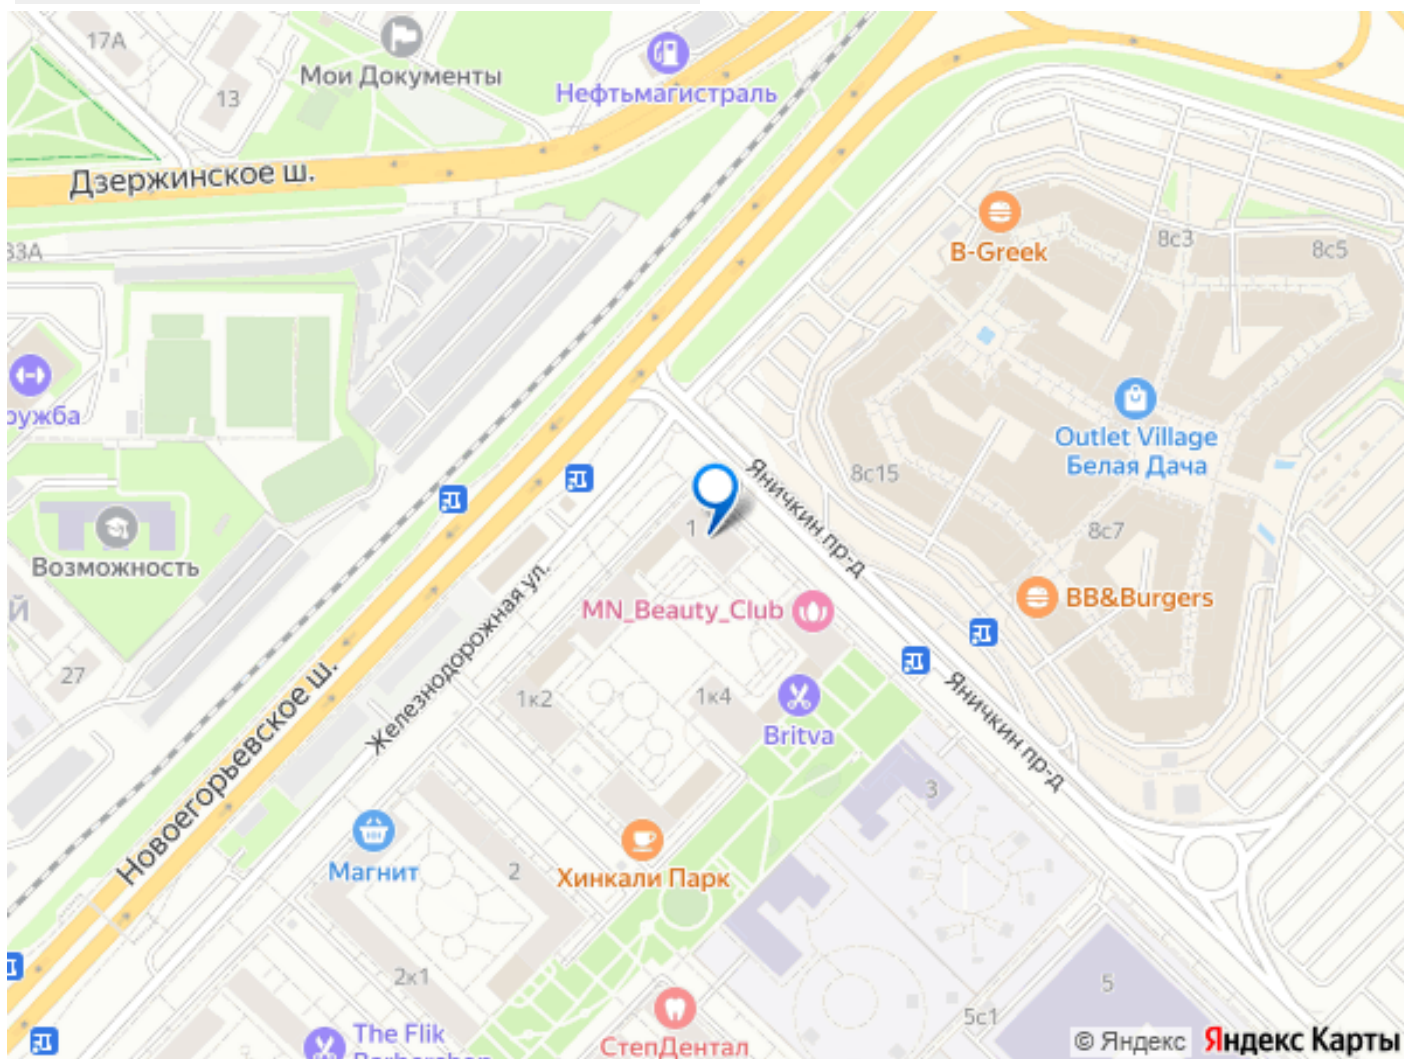 17А
Мои Документы
13
Нефтьмагистраль
Дзержинское ш.
33А
B-Greek
8с3
8с5
ружба
Outlet Village
Белая Дача
8с15
Яничкин пр-д
1
8с7
Возможность
Й
MN_Beauty_Club
BB&Burgers
Железнодорожная ул.
27
1к2
1к4
Britva
Яничкин пр-д
Новоегорьевское ш.
3
Магнит
2
Хинкали Парк
2к1
5
5с1
The Flik
Barbershop
СтепДентал
© Яндекс Яндекс Карты